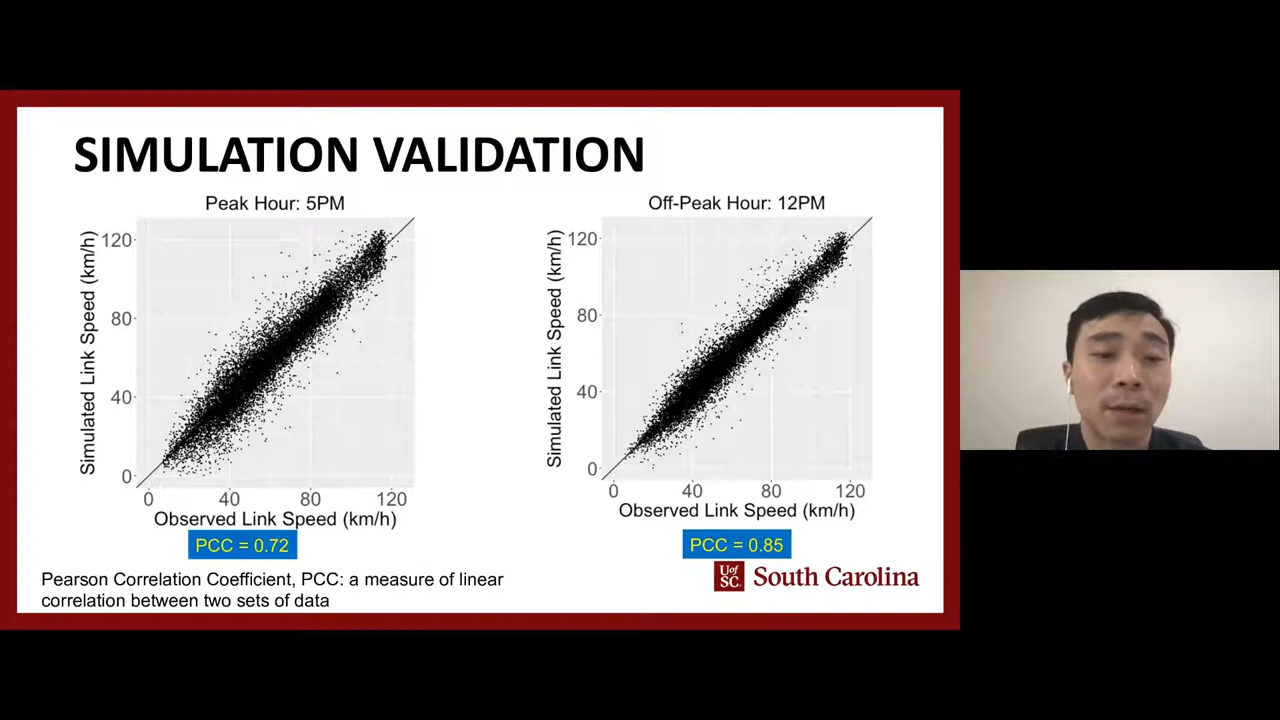 SIMULATION VALIDATION
Peak Hour: 5PM
Simulated Link Speed (km/h)
120
80
40
0
0 40 80 120
Observed Link Speed (km/h)
PCC = 0.72
Off-Peak Hour: 12PM
Simulated Link Speed (km/h)
120
80
40
0
0 40 80 120
Observed Link Speed (km/h)
PCC = 0.85
Pearson Correlation Coefficient, PCC: a measure of linear
correlation between two sets of data
U of
SC
South Carolina